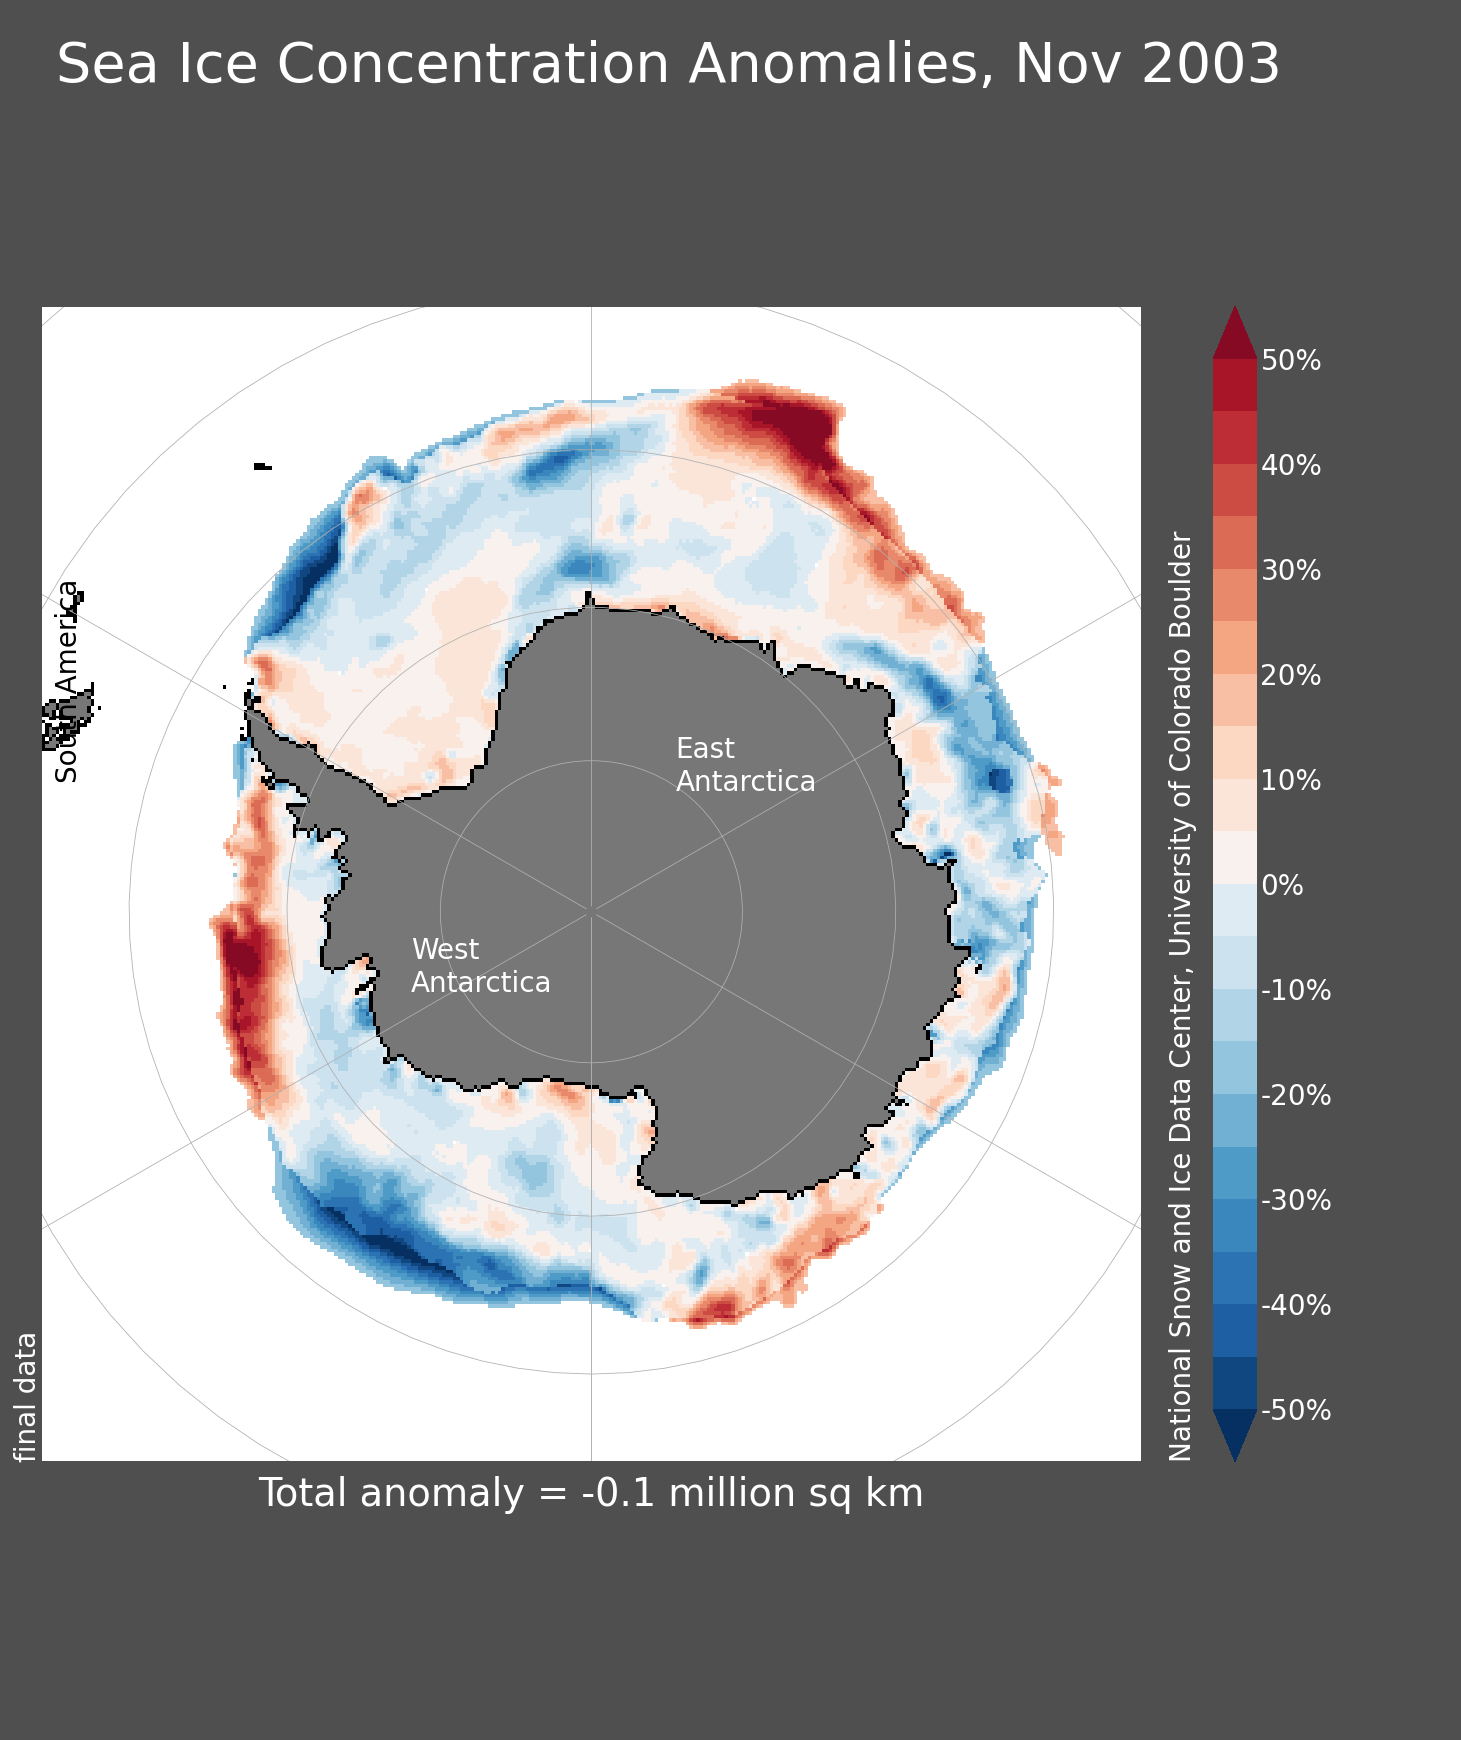 Sea Ice Concentration Anomalies, Nov 2003
South America
East
Antarctica
West
Antarctica
final data
National Snow and Ice Data Center, University of Colorado Boulder
50%
40%
30%
20%
10%
0%
-10%
-20%
-30%
-40%
-50%
Total anomaly = -0.1 million sq km